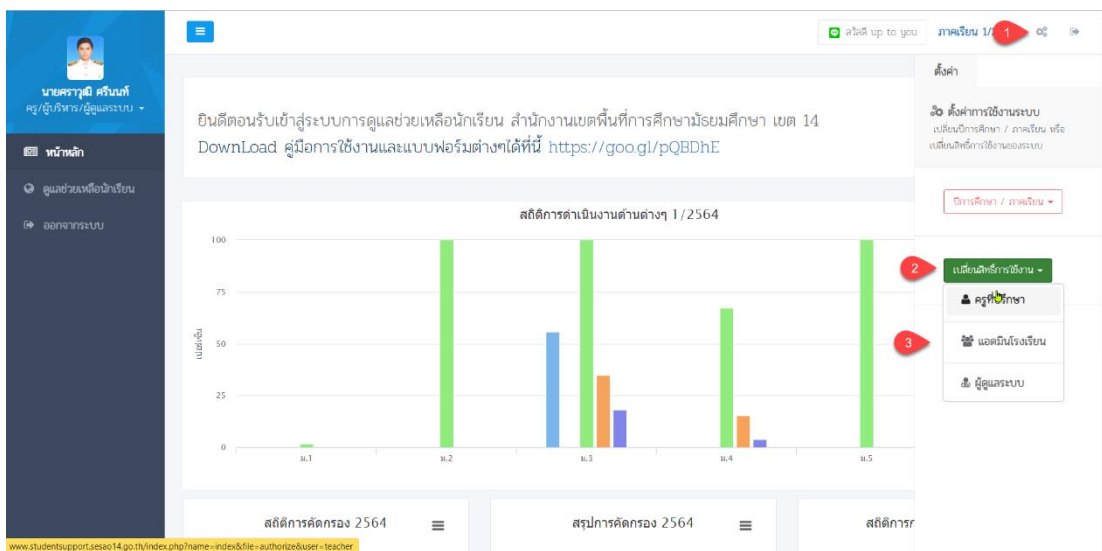 สวัสดี up to you
ภาคเรียน 1/
1
นายศราวุฒิ ศรีนนท์
ครู/ผู้บริหาร/ผู้ดูแลระบบ
หน้าหลัก
ดูแลช่วยเหลือนักเรียน
ออกจากระบบ
ยินดีตอนรับเข้าสู่ระบบการดูแลช่วยเหลือนักเรียน สำนักงานเขตพื้นที่การศึกษามัธยมศึกษา เขต 14
DownLoad คู่มือการใช้งานและแบบฟอร์มต่างๆได้ที่นี่ https://goo.gl/pQBDhE
สถิติการดำเนินงานด้านต่างๆ 1/2564
เปอร์เซ็น
100
75
50
25
0
ม.1
ม.2
ม.3
ม.4
ม.5
สถิติการคัดกรอง 2564
สรุปการคัดกรอง 2564
สถิติการก
ตั้งค่า
ตั้งค่าการใช้งานระบบ
เปลี่ยนปีการศึกษา / ภาคเรียน หรือ
เปลี่ยนสิทธิ์การใช้งานของระบบ
ปีการศึกษา / ภาคเรียน
2
เปลี่ยนสิทธิ์การใช้งาน
ครูที่ปรึกษา
3
แอดมินโรงเรียน
ผู้ดูแลระบบ
www.studentsupport.sesao14.go.th/index.php?name=index&file=authorize&user=teacher